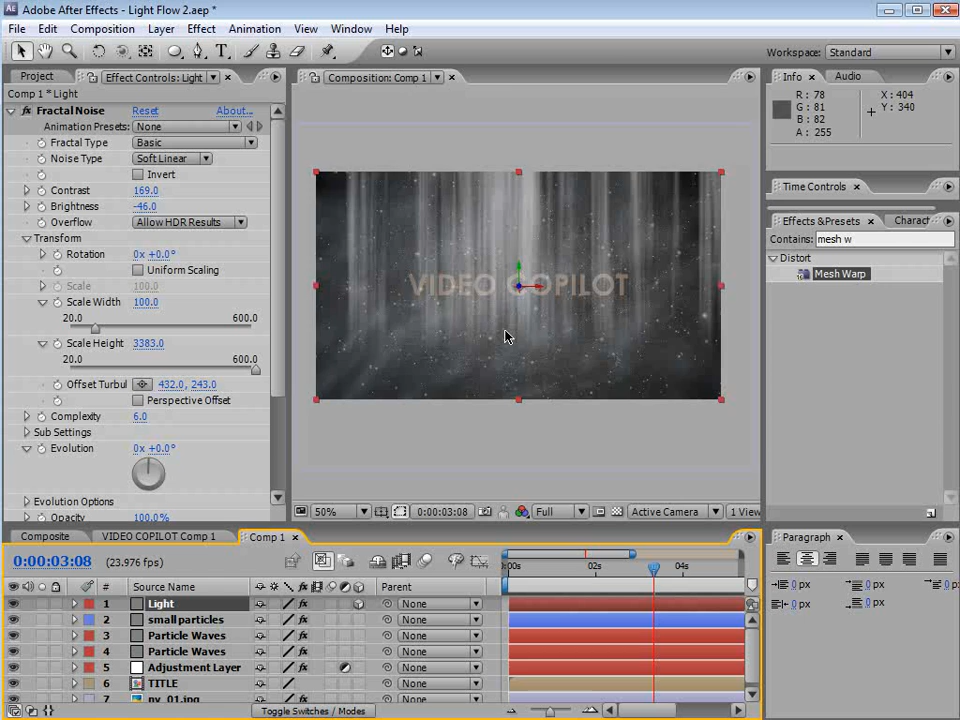 Adobe After Effects - Light Flow 2.aep *
File Edit Composition Layer Effect Animation View Window Help
Workspace: Standard
Project Effect Controls: Light Composition: Comp 1 Info Audio
Comp 1 * Light
Fractal Noise Reset About...
Animation Presets: None
Fractal Type Basic
Noise Type Soft Linear
Invert
Contrast 169.0
Brightness -46.0
Overflow Allow HDR Results
Transform
Rotation 0x +0.0°
Uniform Scaling
Scale 100.0
Scale Width 100.0
20.0 600.0
Scale Height 3383.0
20.0 600.0
Offset Turbul 432.0, 243.0
Perspective Offset
Complexity 6.0
Sub Settings
Evolution 0x +0.0°
Evolution Options
Opacity 100.0%
VIDEO COPILOT
50% 0:00:03:08 Full Active Camera 1 View
R : 78 X : 404
G : 81 Y : 340
B : 82
A : 255
Time Controls
Effects & Presets Charact
Contains: mesh w
Distort
Mesh Warp
Composite VIDEO COPILOT Comp 1 Comp 1
0:00:03:08 (23.976 fps)
:00s 02s 04s
# Source Name Parent
1 Light None
2 small particles None
3 Particle Waves None
4 Particle Waves None
5 Adjustment Layer None
6 TITLE None
7 ny_01.jpg None
Toggle Switches / Modes
Paragraph
0 px 0 px 0 px
0 px 0 px